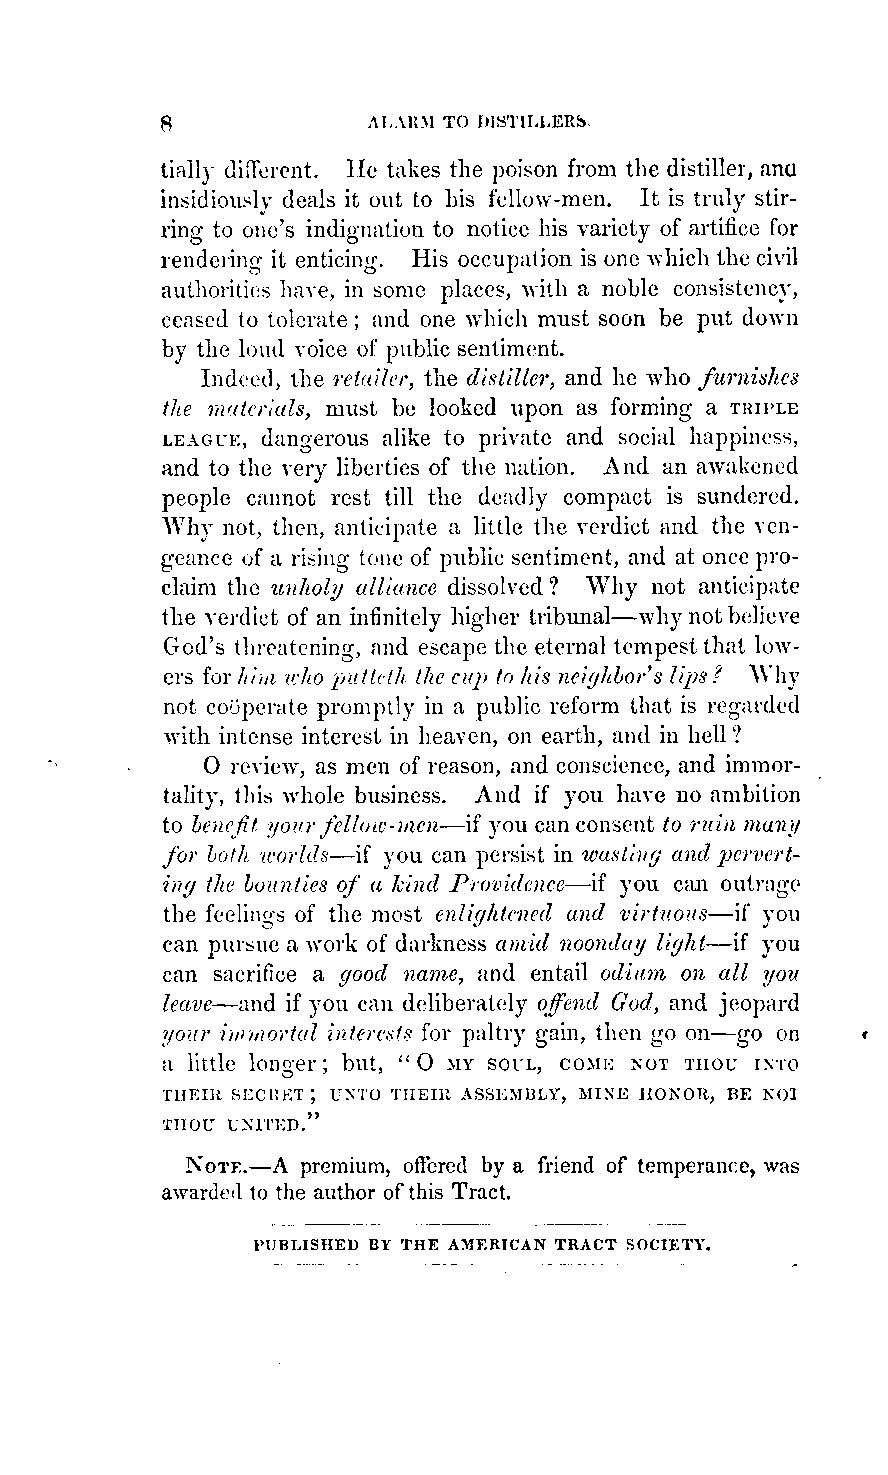 8 ALARM TO DISTILLERS.
tially different. He takes the poison from the distiller, and
insidiously deals it out to his fellow-men. It is truly stir-
ring to one's indignation to notice his variety of artifice for
rendering it enticing. His occupation is one which the civil
authorities have, in some places, with a noble consistency,
ceased to tolerate; and one which must soon be put down
by the loud voice of public sentiment.
Indeed, the retailer, the distiller, and he who furnishes
the materials, must be looked upon as forming a TRIPLE
LEAGUE, dangerous alike to private and social happiness,
and to the very liberties of the nation. And an awakened
people cannot rest till the deadly compact is sundered.
Why not, then, anticipate a little the verdict and the ven-
geance of a rising tone of public sentiment, and at once pro-
claim the unholy alliance dissolved? Why not anticipate
the verdict of an infinitely higher tribunal—why not believe
God's threatening, and escape the eternal tempest that low-
ers for him who putteth the cup to his neighbor's lips? Why
not coöperate promptly in a public reform that is regarded
with intense interest in heaven, on earth, and in hell?
O review, as men of reason, and conscience, and immor-
tality, this whole business. And if you have no ambition
to benefit your fellow-men—if you can consent to ruin many
for both worlds—if you can persist in wasting and pervert-
ing the bounties of a kind Providence—if you can outrage
the feelings of the most enlightened and virtuous—if you
can pursue a work of darkness amid noonday light—if you
can sacrifice a good name, and entail odium on all you
leave—and if you can deliberately offend God, and jeopard
your immortal interests for paltry gain, then go on—go on
a little longer; but, "O MY SOUL, COME NOT THOU INTO
THEIR SECRET; UNTO THEIR ASSEMBLY, MINE HONOR, BE NOT
THOU UNITED."
NOTE.—A premium, offered by a friend of temperance, was
awarded to the author of this Tract.
PUBLISHED BY THE AMERICAN TRACT SOCIETY.